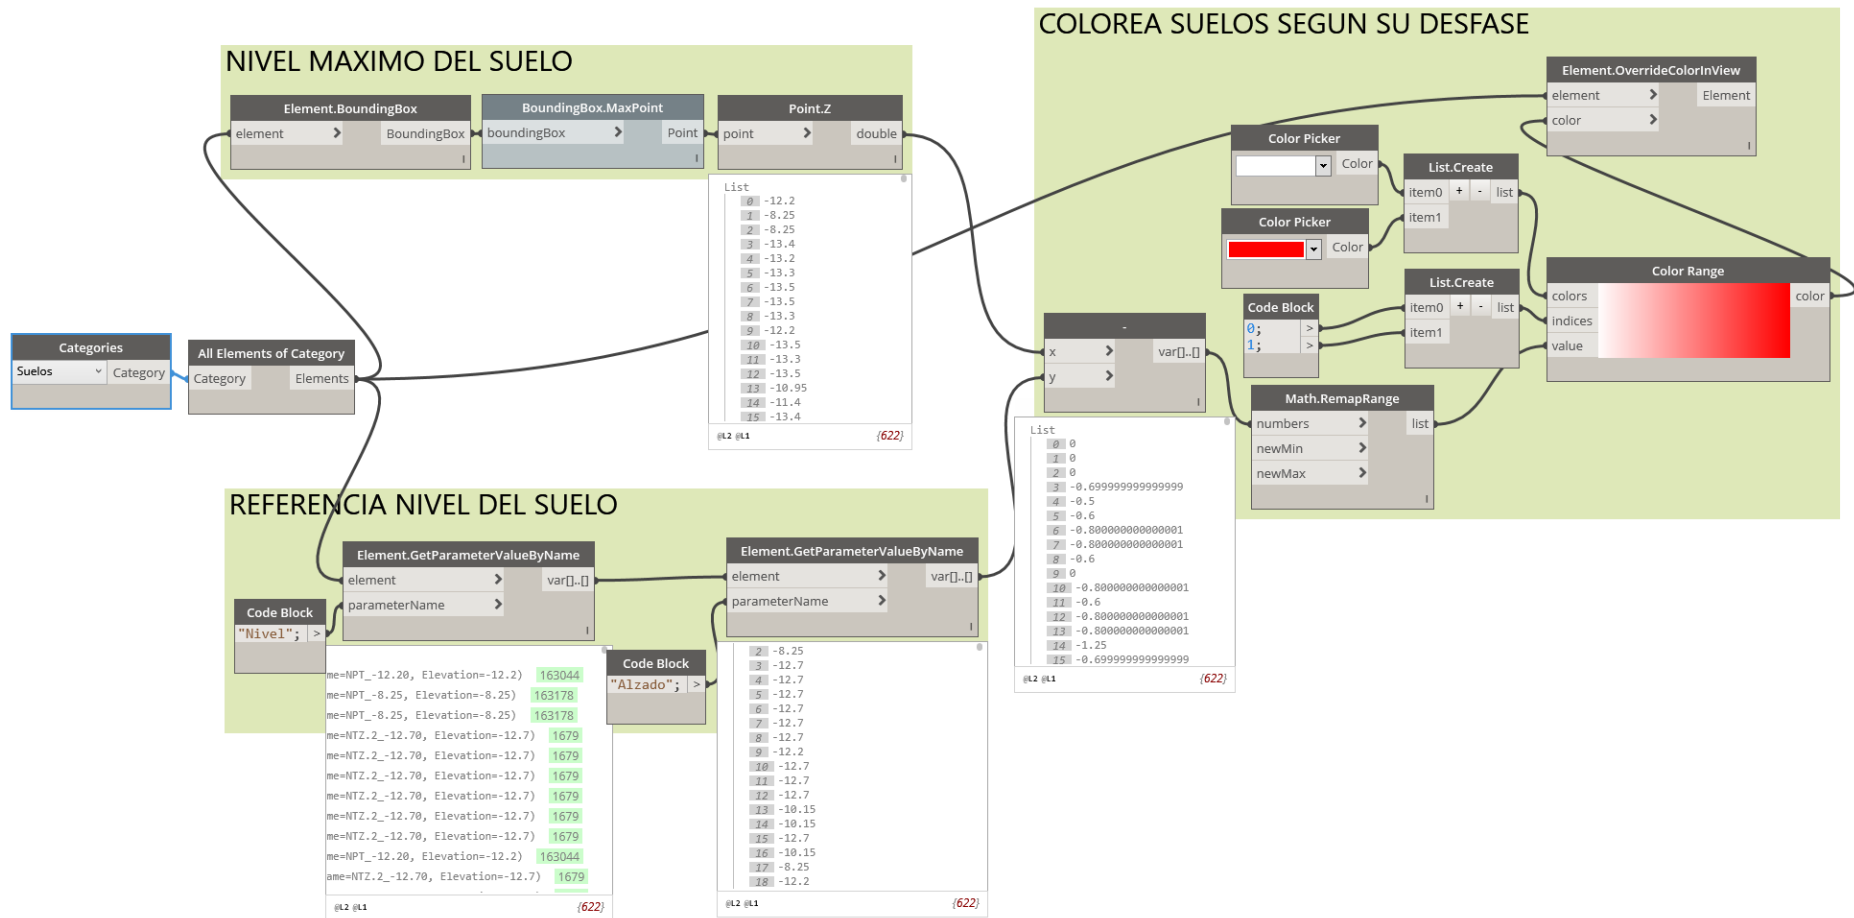 NIVEL MAXIMO DEL SUELO
Element.BoundingBox
element >
BoundingBox
BoundingBox.MaxPoint
boundingBox >
Point
Point.Z
point >
double
List
0 -12.2
1 -8.25
2 -8.25
3 -13.4
4 -13.2
5 -13.3
6 -13.5
7 -13.5
8 -13.3
9 -12.2
10 -13.5
11 -13.3
12 -13.5
13 -10.95
14 -11.4
15 -13.4
@L2 @L1 {622}
Categories
Suelos
Category
All Elements of Category
Category
Elements
REFERENCIA NIVEL DEL SUELO
Element.GetParameterValueByName
element >
var[]..[]
parameterName >
Code Block
"Nivel"; >
me=NPT_-12.20, Elevation=-12.2) 163044
me=NPT_-8.25, Elevation=-8.25) 163178
me=NPT_-8.25, Elevation=-8.25) 163178
me=NTZ.2_-12.70, Elevation=-12.7) 1679
me=NTZ.2_-12.70, Elevation=-12.7) 1679
me=NTZ.2_-12.70, Elevation=-12.7) 1679
me=NTZ.2_-12.70, Elevation=-12.7) 1679
me=NTZ.2_-12.70, Elevation=-12.7) 1679
me=NTZ.2_-12.70, Elevation=-12.7) 1679
me=NPT_-12.20, Elevation=-12.2) 163044
ame=NTZ.2_-12.70, Elevation=-12.7) 1679
@L2 @L1 {622}
Code Block
"Alzado"; >
Element.GetParameterValueByName
element >
var[]..[]
parameterName >
2 -8.25
3 -12.7
4 -12.7
5 -12.7
6 -12.7
7 -12.7
8 -12.7
9 -12.2
10 -12.7
11 -12.7
12 -12.7
13 -10.15
14 -10.15
15 -12.7
16 -10.15
17 -8.25
18 -12.2
@L2 @L1 {622}
COLOREA SUELOS SEGUN SU DESFASE
-
x >
var[]..[]
y >
List
0 0
1 0
2 0
3 -0.699999999999999
4 -0.5
5 -0.6
6 -0.800000000000001
7 -0.800000000000001
8 -0.6
9 0
10 -0.800000000000001
11 -0.6
12 -0.800000000000001
13 -0.800000000000001
14 -1.25
15 -0.699999999999999
@L2 @L1 {622}
Color Picker
Color
Color Picker
Color
Code Block
0; >
1; >
List.Create
item0 + - list
item1
List.Create
item0 + - list
item1
Math.RemapRange
numbers >
list
newMin >
newMax >
Color Range
colors
color
indices
value
Element.OverrideColorInView
element >
Element
color >